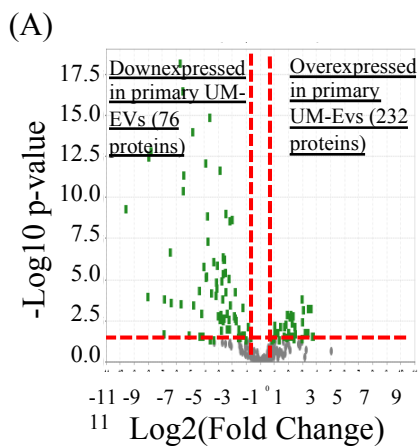 (A)
Downexpressed
in primary UM-
EVs (76
proteins)
Overexpressed
in primary
UM-Evs (232
proteins)
-Log10 p-value
17.5
15.0
12.5
10.0
7.5
5.0
2.5
0.0
-11 -9 -7 -5 -3 -1 0 1 3 5 7 9
11
Log2(Fold Change)